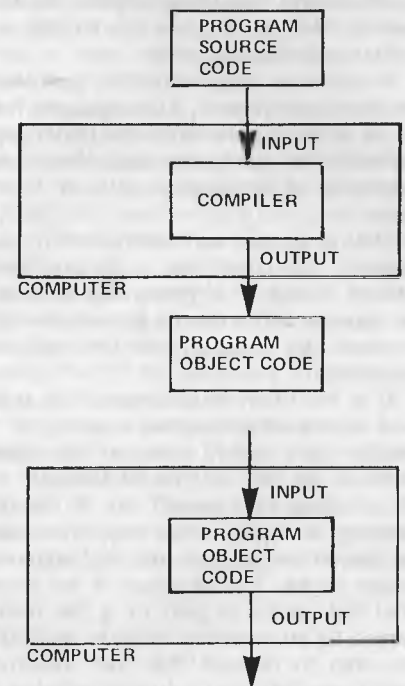 PROGRAM
SOURCE
CODE
INPUT
COMPILER
OUTPUT
COMPUTER
PROGRAM
OBJECT CODE
INPUT
PROGRAM
OBJECT
CODE
OUTPUT
COMPUTER